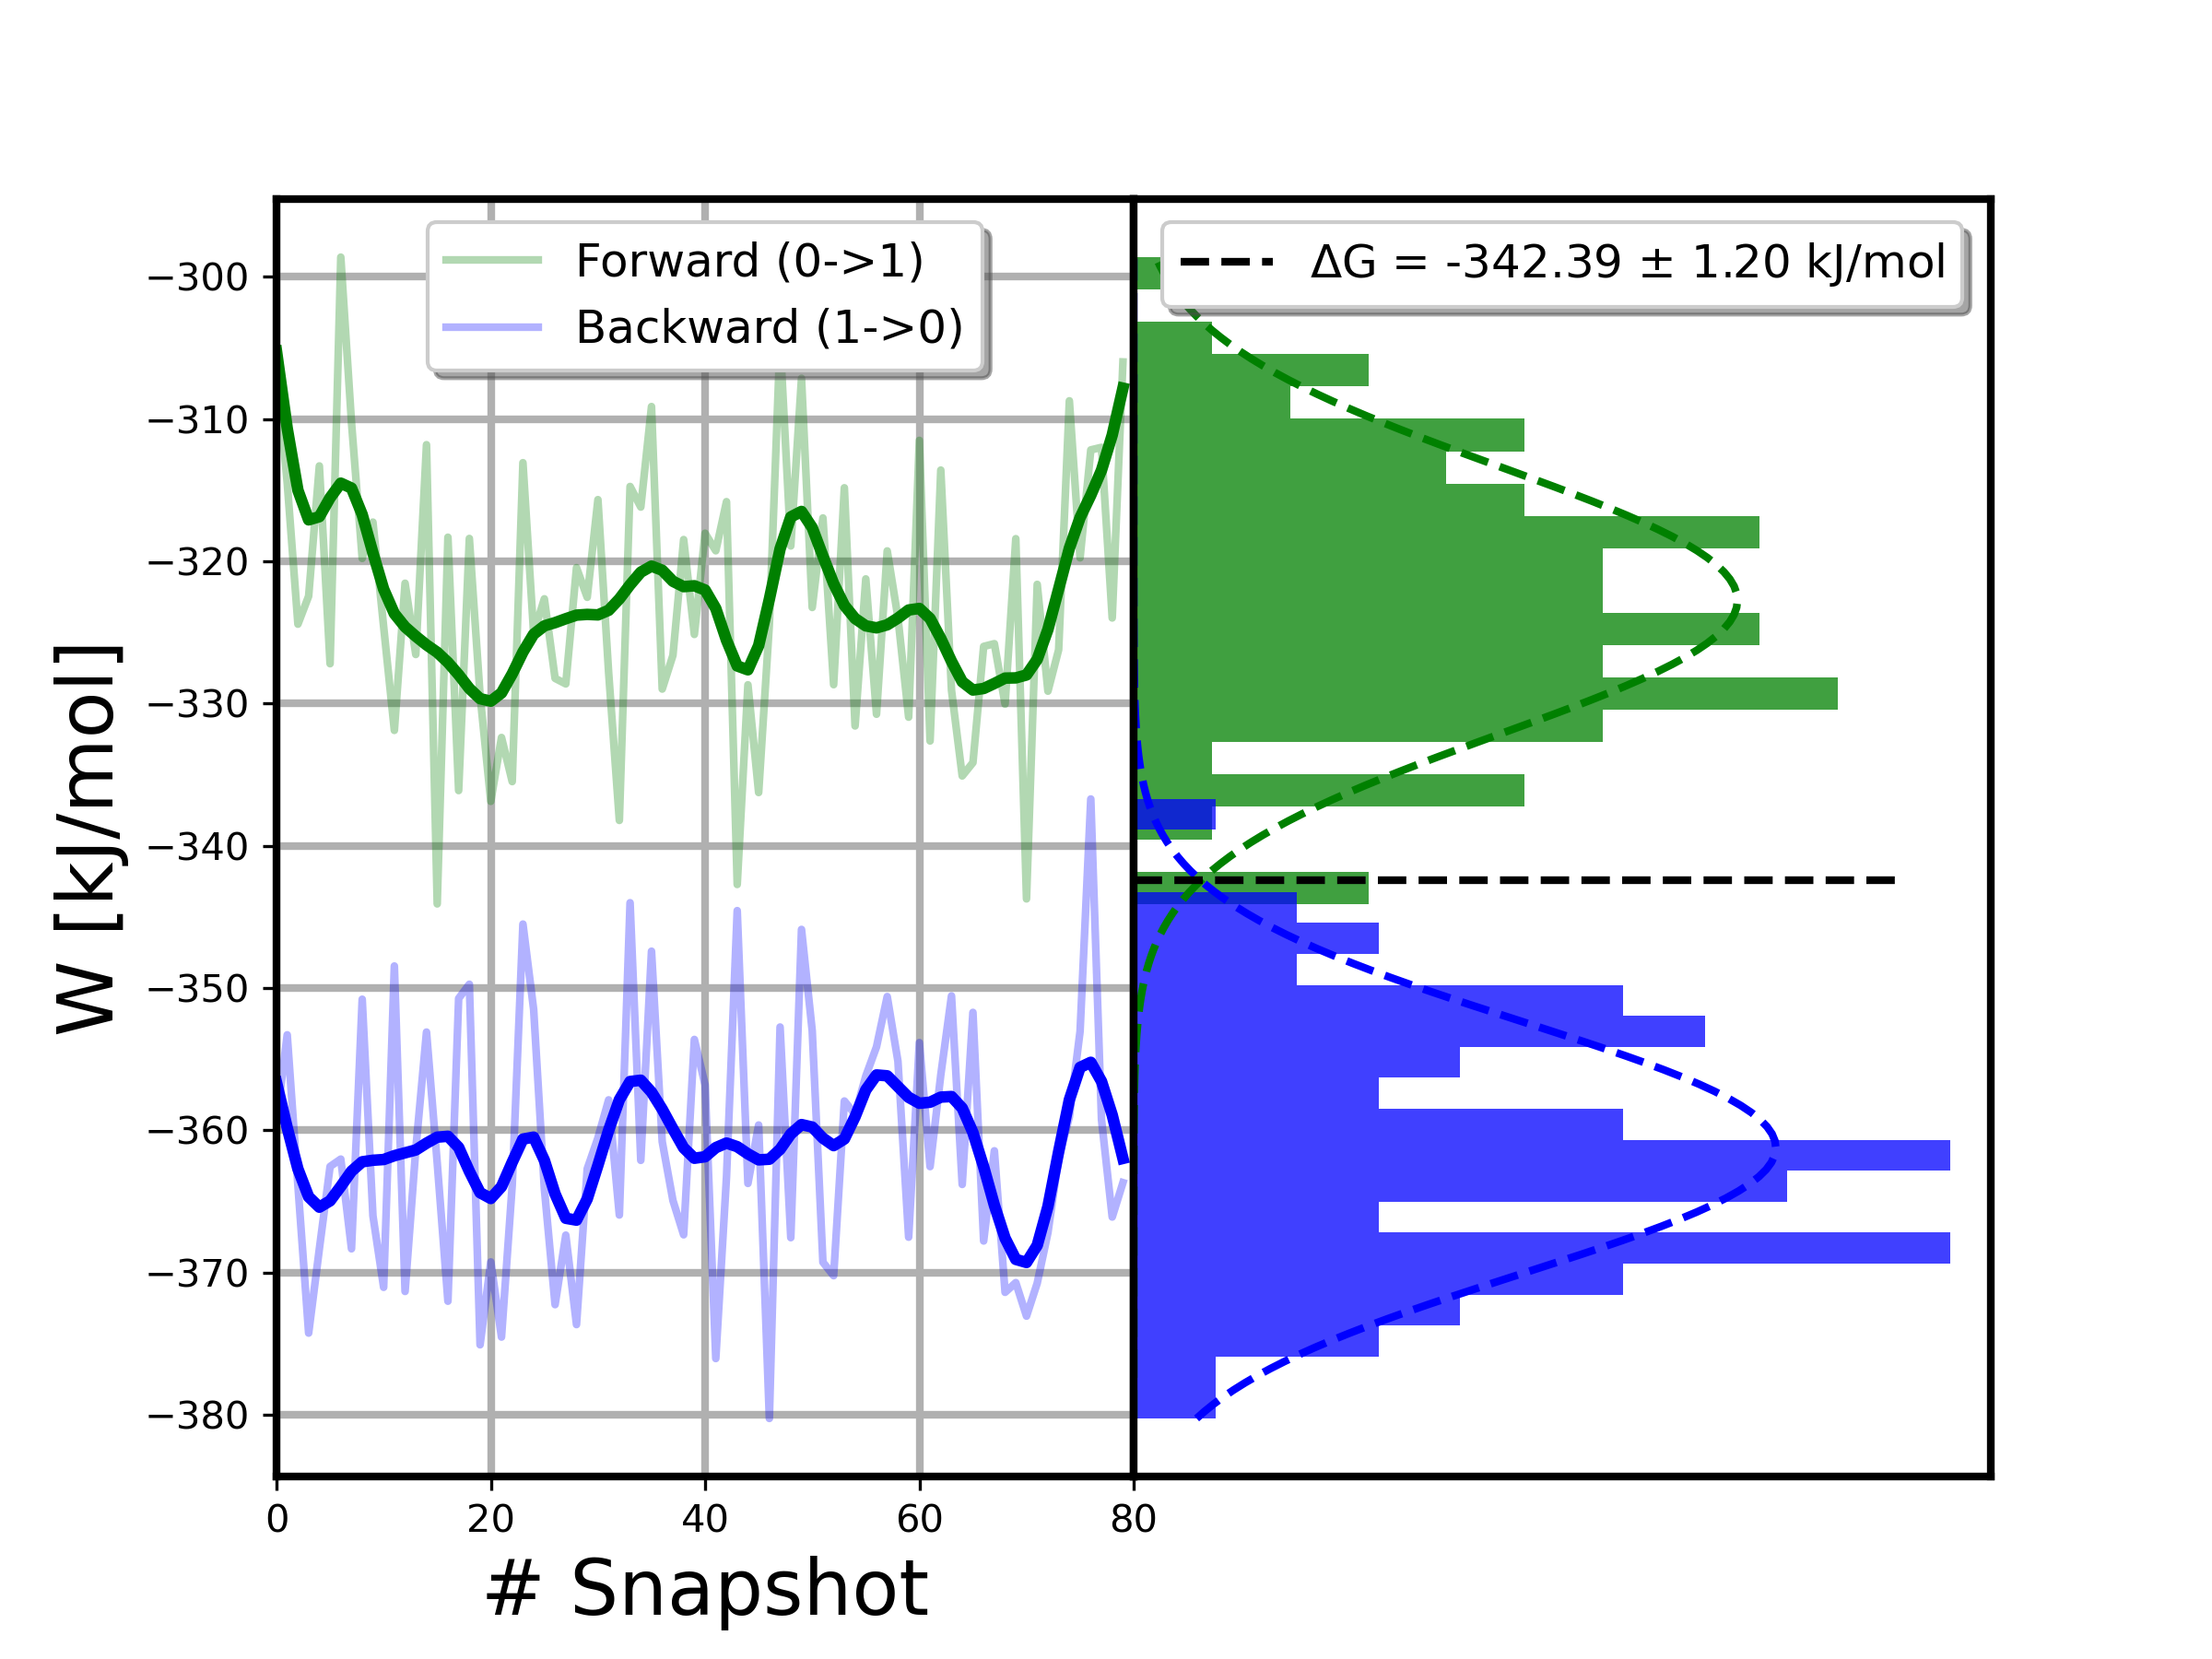 Forward (0->1)
Backward (1->0)
ΔG = -342.39 ± 1.20 kJ/mol
W [kJ/mol]
−300
−310
−320
−330
−340
−350
−360
−370
−380
0 20 40 60 80
# Snapshot